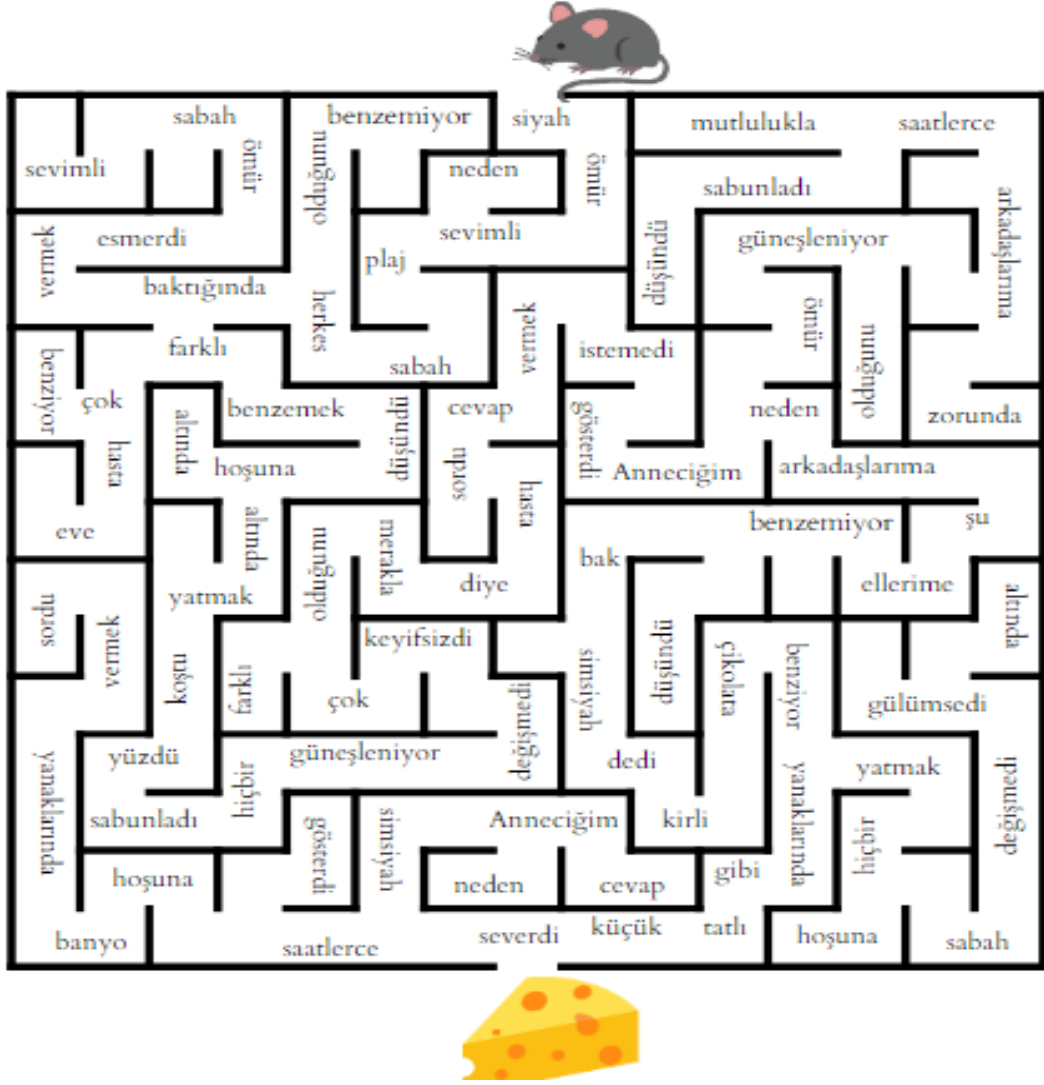 sabah
benzemiyor
siyah
mutlulukla
saatlerce
sevimli
ömür
olduğunu
neden
ömür
sabunladı
arkadaşlarıma
vermek
esmerdi
sevimli
düşündü
güneşleniyor
plaj
baktığında
herkes
vermek
ömür
olduğunu
benziyor
farklı
sabah
istemedi
çok
altında
benzemek
düşündü
cevap
gösterdi
neden
zorunda
hasta
hoşuna
sordu
hasta
Anneciğim
arkadaşlarıma
eve
altında
olduğunu
merakla
benzemiyor
şu
bak
diye
ellerime
yatmak
sordu
vermek
altında
keyifsizdi
koştu
farklı
çok
simsiyah
düşündü
çikolata
benziyor
gülümsedi
değişmedi
yüzdü
güneşleniyor
dedi
yatmak
değişmedi
yanaklarında
hiçbir
yanaklarında
sabunladı
gösterdi
simsiyah
Anneciğim
kirli
hiçbir
hoşuna
neden
cevap
gibi
banyo
saatlerce
severdi
küçük
tatlı
hoşuna
sabah